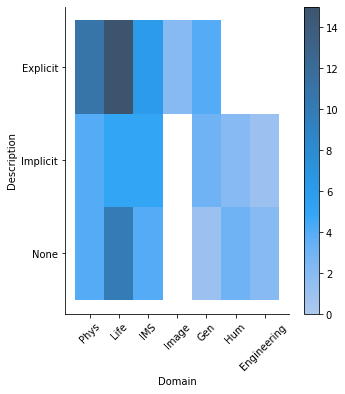 Description
Explicit
Implicit
None
Phys
Life
IMS
Image
Gen
Hum
Engineering
Domain
14
12
10
8
6
4
2
0